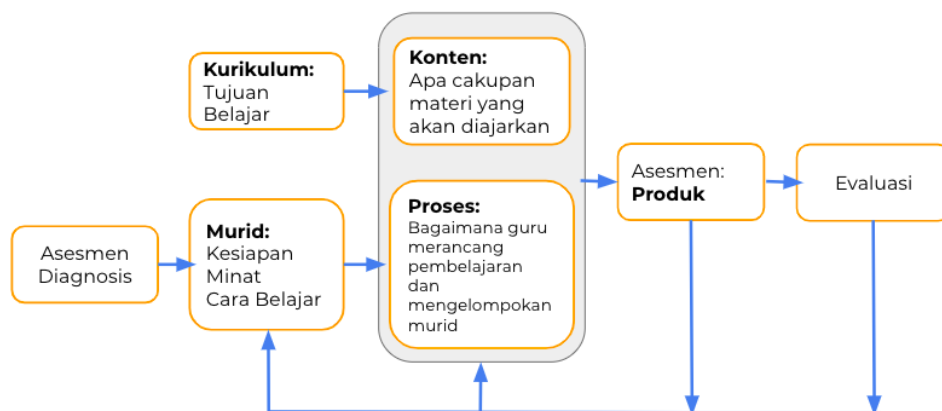 Kurikulum:
Tujuan
Belajar
Konten:
Apa cakupan
materi yang
akan diajarkan
Asesmen
Diagnosis
Murid:
Kesiapan
Minat
Cara Belajar
Proses:
Bagaimana guru
merancang
pembelajaran
dan
mengelompokan
murid
Asesmen:
Produk
Evaluasi